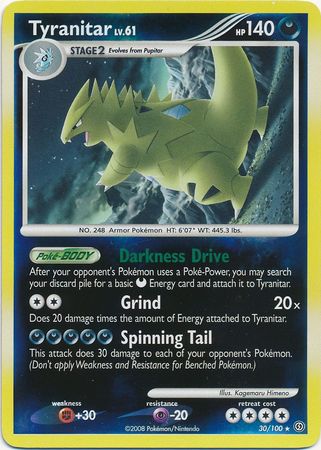 Tyranitar LV.61 HP 140
STAGE2 Evolves from Pupitar
NO. 248 Armor Pokémon HT: 6'07" WT: 445.3 lbs.
Poké-BODY Darkness Drive
After your opponent's Pokémon uses a Poké-Power, you may search
your discard pile for a basic Energy card and attach it to Tyranitar.
Grind 20×
Does 20 damage times the amount of Energy attached to Tyranitar.
Spinning Tail
This attack does 30 damage to each of your opponent's Pokémon.
(Don't apply Weakness and Resistance for Benched Pokémon.)
Illus. Kagemaru Himeno
weakness resistance retreat cost
+30 -20
©2008 Pokémon/Nintendo 30/100 ★